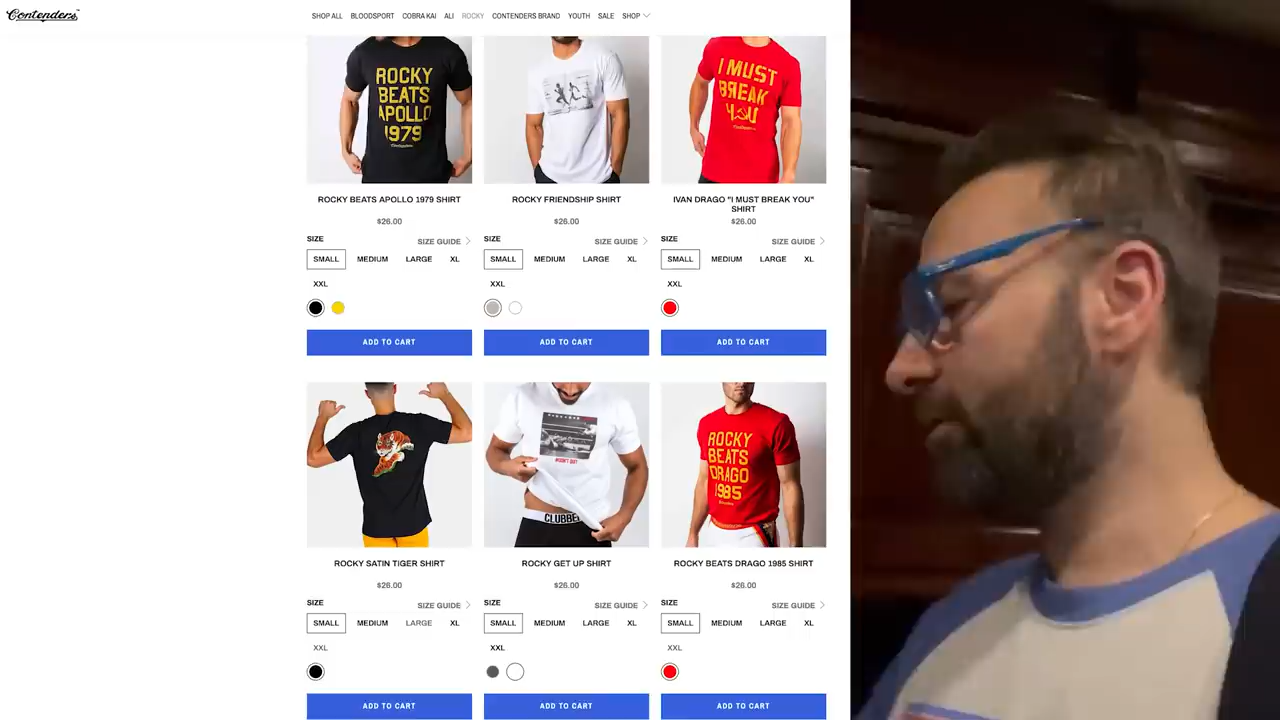 Contenders
SHOP ALL BLOODSPORT COBRA KAI ALI ROCKY CONTENDERS BRAND YOUTH SALE SHOP
ROCKY
BEATS
APOLLO
1979
I MUST
BREAK
YOU
ROCKY BEATS APOLLO 1979 SHIRT
$26.00
SIZE
SIZE GUIDE
SMALL MEDIUM LARGE XL
XXL
ADD TO CART
ROCKY FRIENDSHIP SHIRT
$26.00
SIZE
SIZE GUIDE
SMALL MEDIUM LARGE XL
XXL
ADD TO CART
IVAN DRAGO "I MUST BREAK YOU"
SHIRT
$26.00
SIZE
SIZE GUIDE
SMALL MEDIUM LARGE XL
XXL
ADD TO CART
CLUBBE
ROCKY
BEATS
DRAGO
1985
ROCKY SATIN TIGER SHIRT
$26.00
SIZE
SIZE GUIDE
SMALL MEDIUM LARGE XL
XXL
ADD TO CART
ROCKY GET UP SHIRT
$26.00
SIZE
SIZE GUIDE
SMALL MEDIUM LARGE XL
XXL
ADD TO CART
ROCKY BEATS DRAGO 1985 SHIRT
$26.00
SIZE
SIZE GUIDE
SMALL MEDIUM LARGE XL
XXL
ADD TO CART